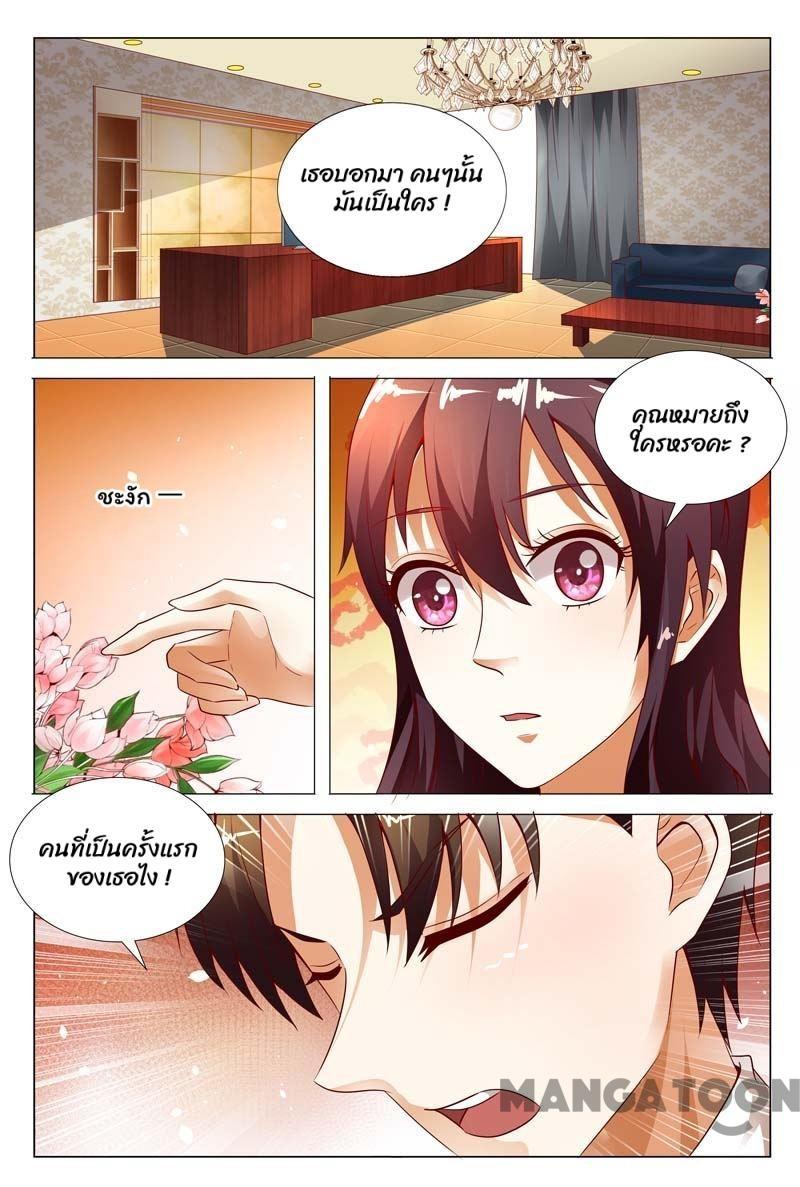 เธอบอกมา คนๆนั้น
มันเป็นใคร !
คุณหมายถึง
ใครหรอคะ ?
ชะงัก —
คนที่เป็นครั้งแรก
ของเธอไง !
MANGATOON